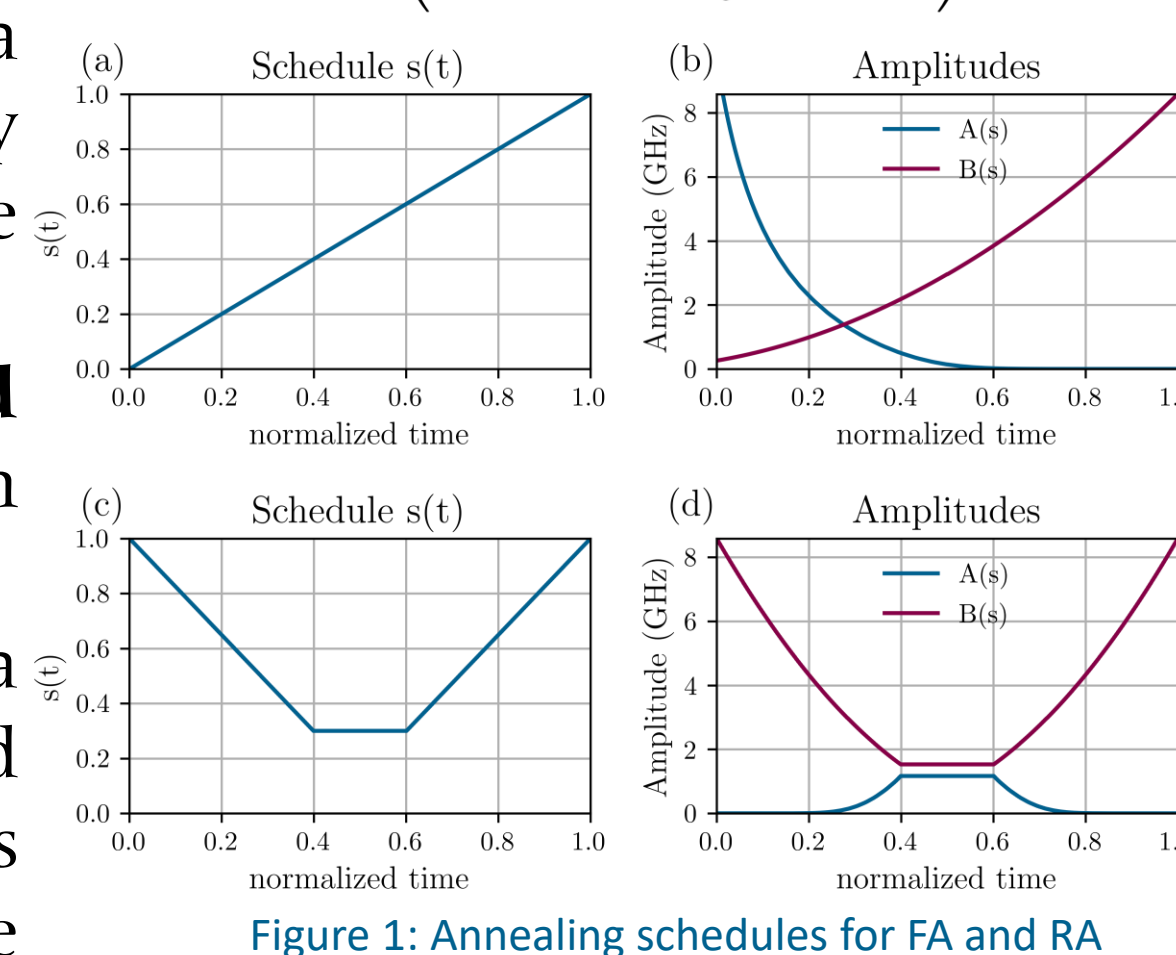 (a)
Schedule s(t)
1.0
0.8
0.6
0.4
0.2
0.0
s(t)
0.0 0.2 0.4 0.6 0.8 1.0
normalized time
(b)
Amplitudes
8
6
4
2
0
Amplitude (GHz)
A(s)
B(s)
0.0 0.2 0.4 0.6 0.8
normalized time
(c)
Schedule s(t)
1.0
0.8
0.6
0.4
0.2
0.0
s(t)
0.0 0.2 0.4 0.6 0.8 1.0
normalized time
(d)
Amplitudes
8
6
4
2
0
Amplitude (GHz)
A(s)
B(s)
0.0 0.2 0.4 0.6 0.8
normalized time
Figure 1: Annealing schedules for FA and RA